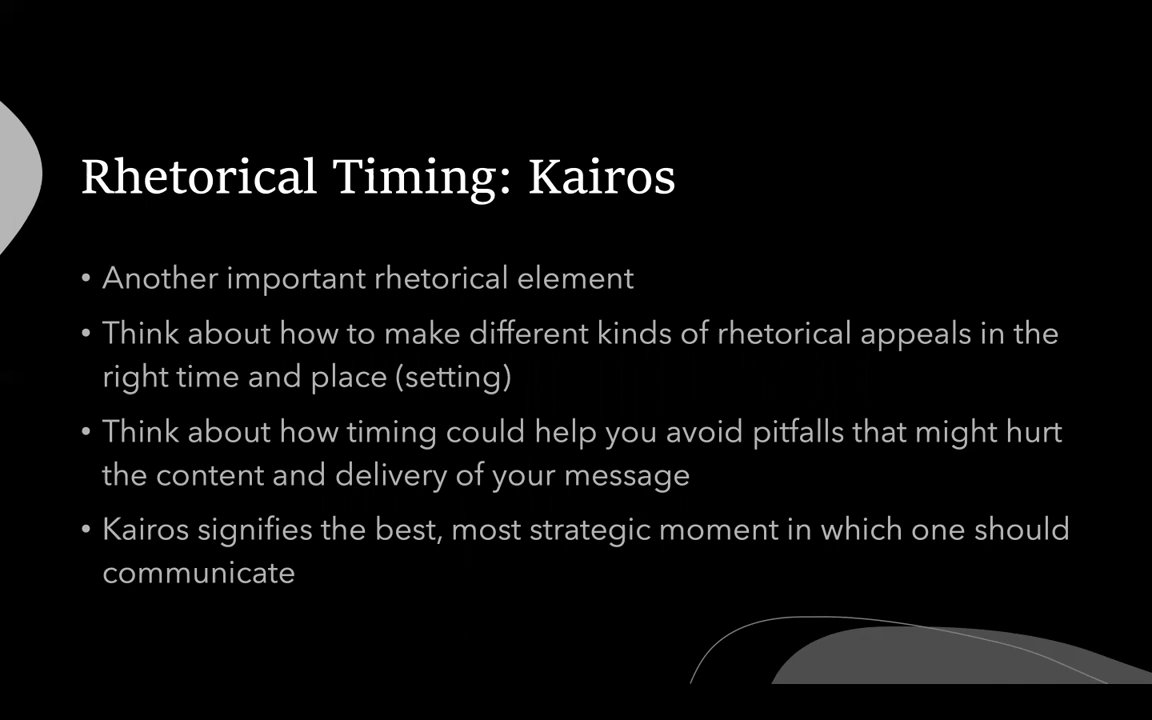 Rhetorical Timing: Kairos
• Another important rhetorical element
• Think about how to make different kinds of rhetorical appeals in the
right time and place (setting)
• Think about how timing could help you avoid pitfalls that might hurt
the content and delivery of your message
• Kairos signifies the best, most strategic moment in which one should
communicate